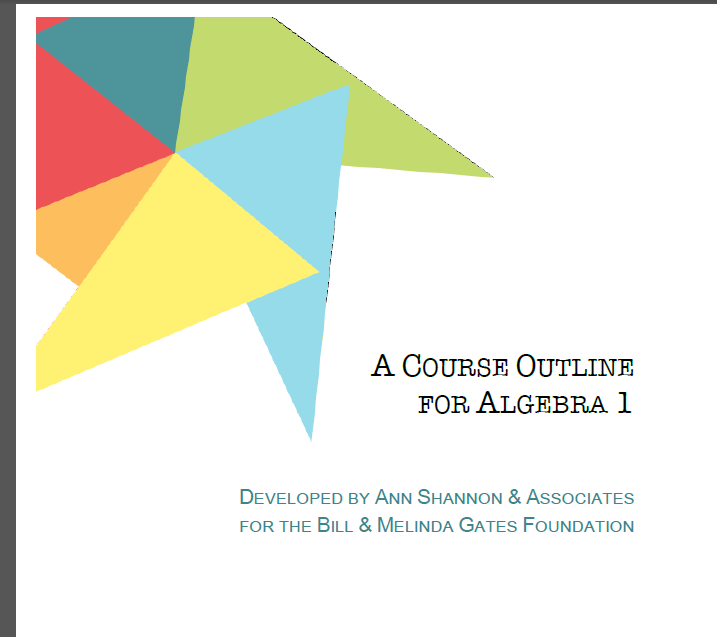 A Course Outline
for Algebra 1
Developed by Ann Shannon & Associates
for the Bill & Melinda Gates Foundation